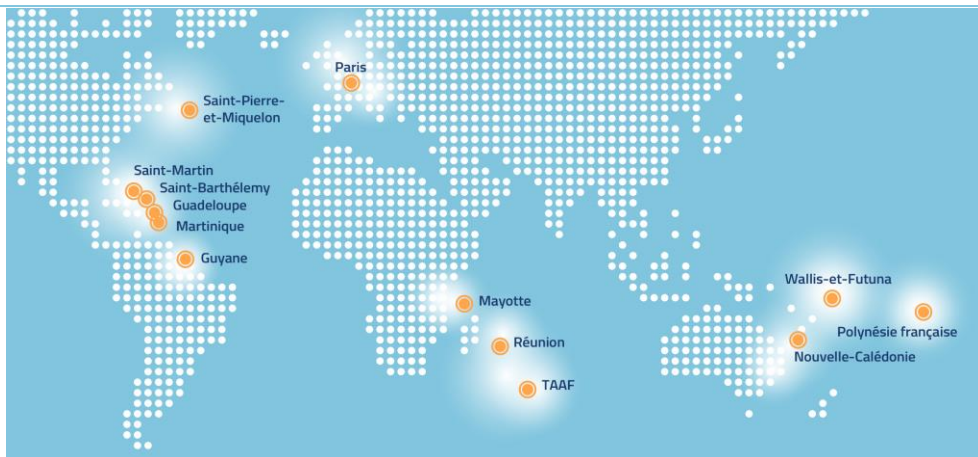 Paris
Saint-Pierre-
et-Miquelon
Saint-Martin
Saint-Barthélemy
Guadeloupe
Martinique
Guyane
Mayotte
Réunion
TAAF
Wallis-et-Futuna
Polynésie française
Nouvelle-Calédonie